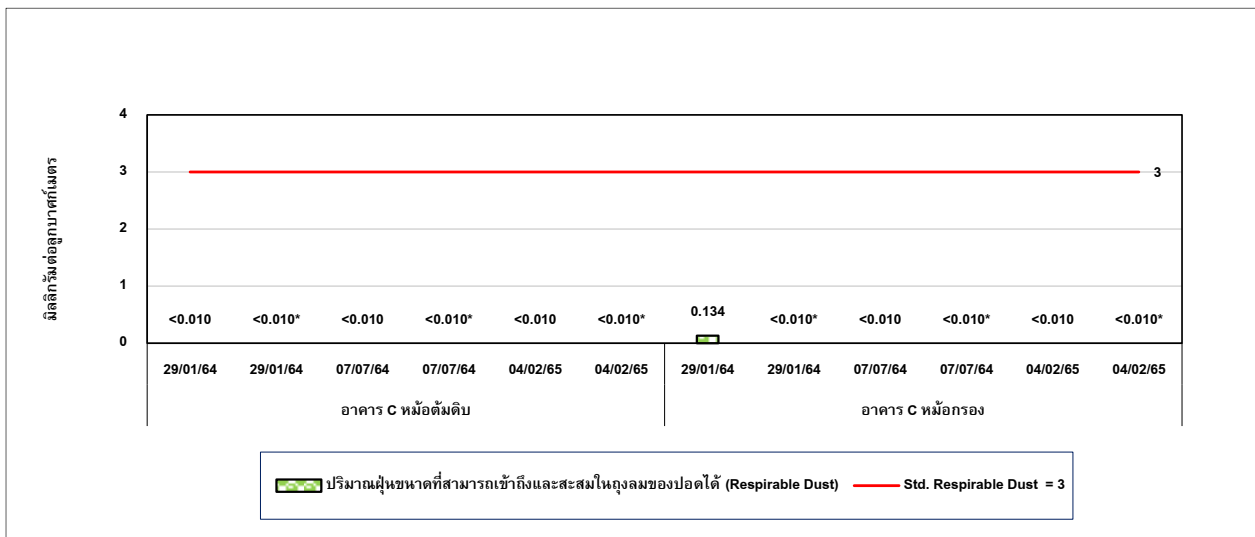 มิลลิกรัมต่อลูกบาศก์เมตร
4
3
3
2
1
<0.010 <0.010* <0.010 <0.010* <0.010 <0.010* 0.134 <0.010* <0.010 <0.010* <0.010 <0.010*
0
29/01/64 29/01/64 07/07/64 07/07/64 04/02/65 04/02/65 29/01/64 29/01/64 07/07/64 07/07/64 04/02/65 04/02/65
อาคาร C หม้อต้มดิบ อาคาร C หม้อกรอง
ปริมาณฝุ่นขนาดที่สามารถเข้าถึงและสะสมในถุงลมของปอดได้ (Respirable Dust) Std. Respirable Dust = 3